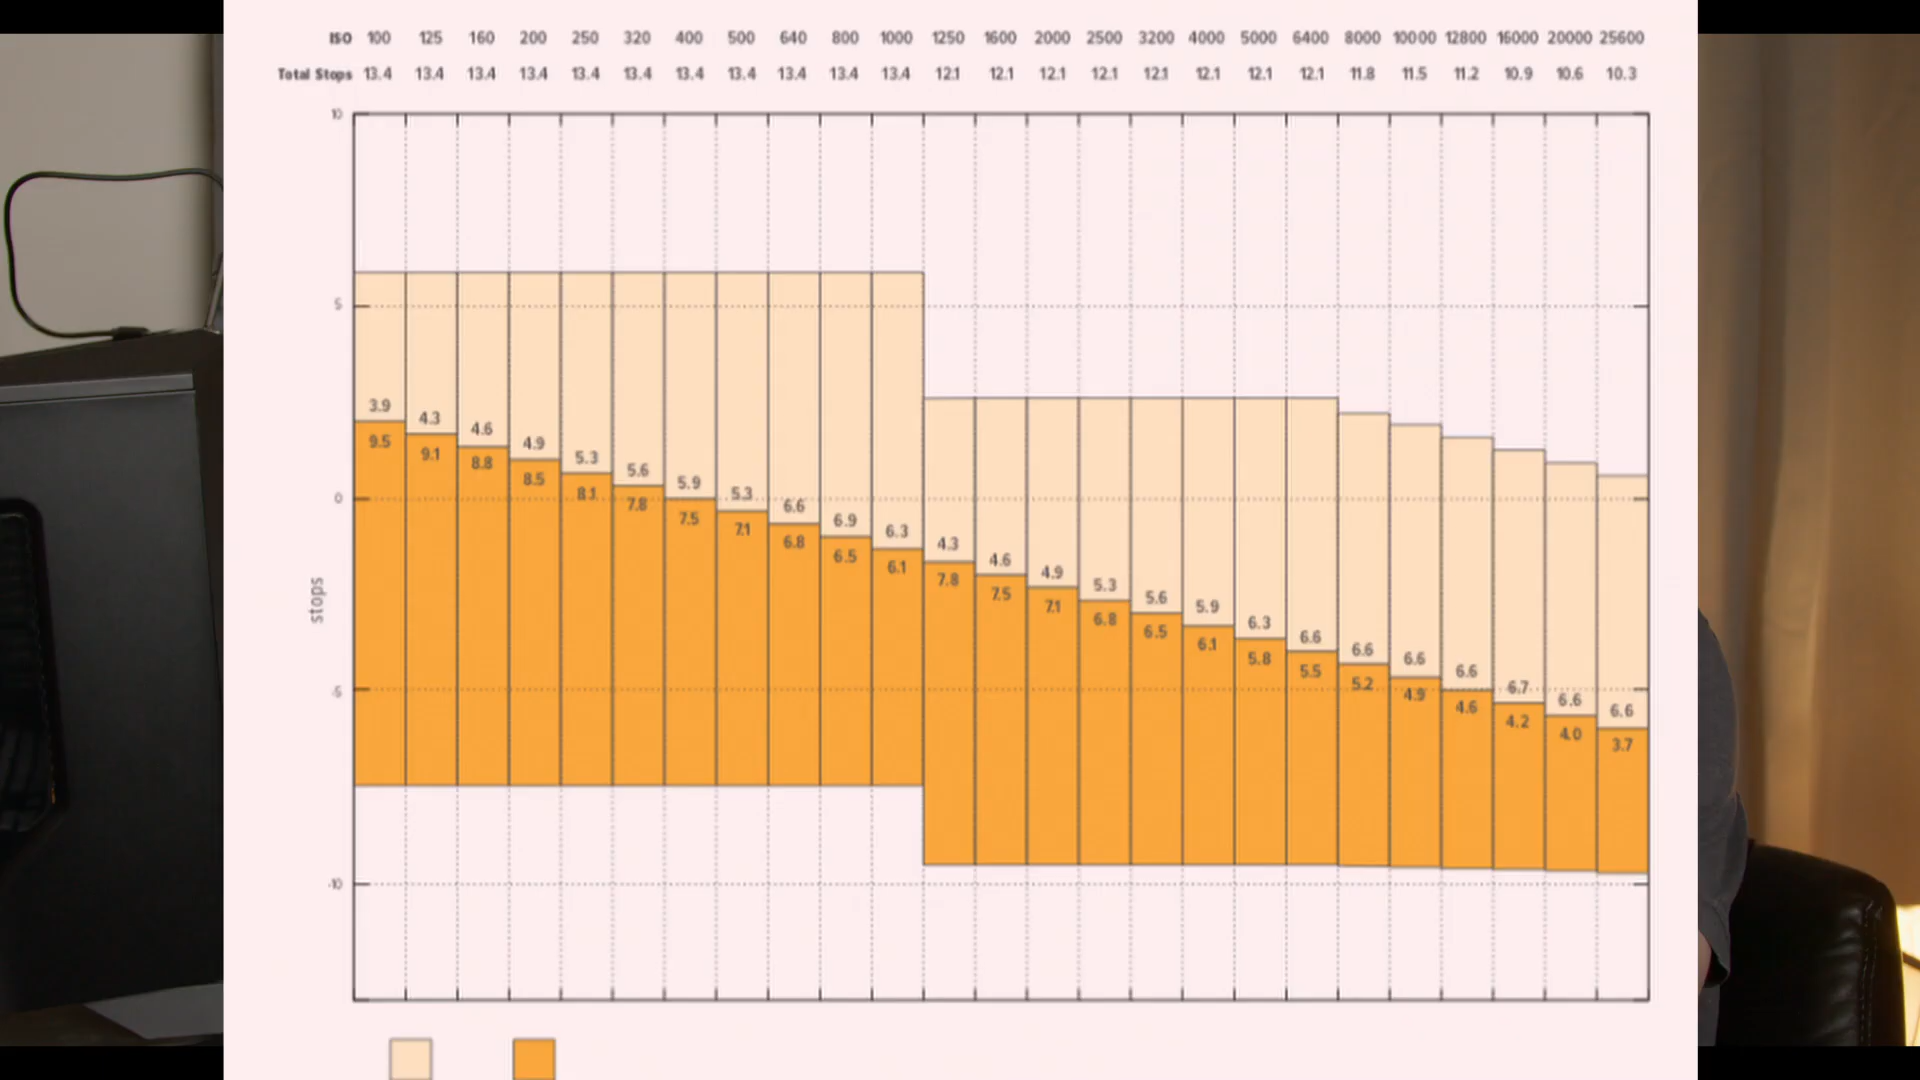 ISO 100 125 160 200 250 320 400 500 640 800 1000 1250 1600 2000 2500 3200 4000 5000 6400 8000 10000 12800 16000 20000 25600
Total Stops 13.4 13.4 13.4 13.4 13.4 13.4 13.4 13.4 13.4 13.4 13.4 12.1 12.1 12.1 12.1 12.1 12.1 12.1 12.1 11.8 11.5 11.2 10.9 10.6 10.3
10
5
0
-5
-10
stops
3.9 4.3 4.6 4.9 5.3 5.6 5.9 5.3 6.6 6.9 6.3 4.3 4.6 4.9 5.3 5.6 5.9 6.3 6.6 6.6 6.6 6.6 6.7 6.6 6.6
9.5 9.1 8.8 8.5 8.1 7.8 7.5 7.1 6.8 6.5 6.1 7.8 7.5 7.1 6.8 6.5 6.1 5.8 5.5 5.2 4.9 4.6 4.2 4.0 3.7